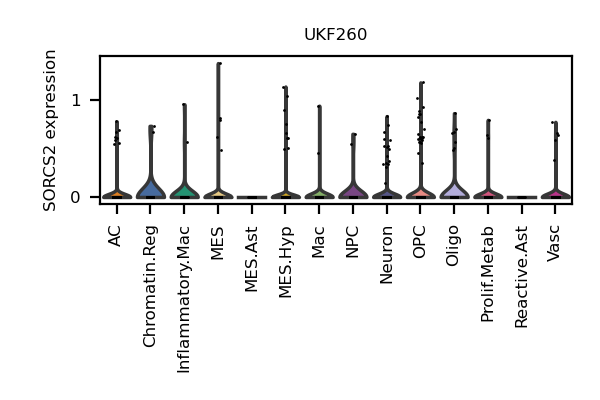 UKF260
SORCS2 expression
1
0
AC
Chromatin.Reg
Inflammatory.Mac
MES
MES.Ast
MES.Hyp
Mac
NPC
Neuron
OPC
Oligo
Prolif.Metab
Reactive.Ast
Vasc